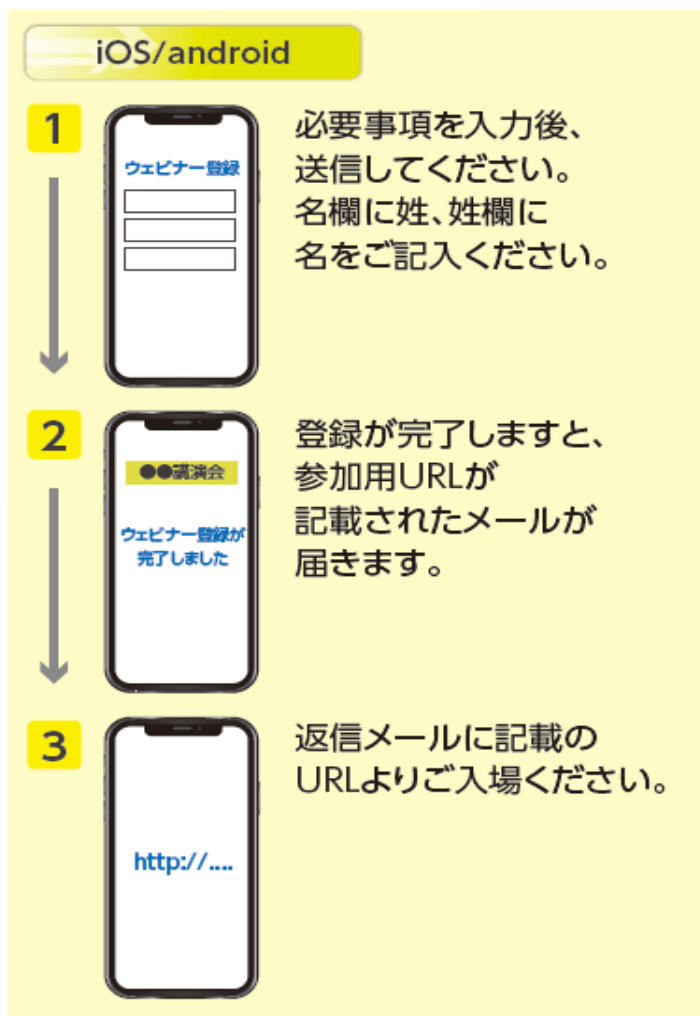 iOS/android
1
ウェビナー登録
必要事項を入力後、
送信してください。
名欄に姓、姓欄に
名をご記入ください。
2
●●講演会
ウェビナー登録が
完了しました
登録が完了しますと、
参加用URLが
記載されたメールが
届きます。
3
http://....
返信メールに記載の
URLよりご入場ください。